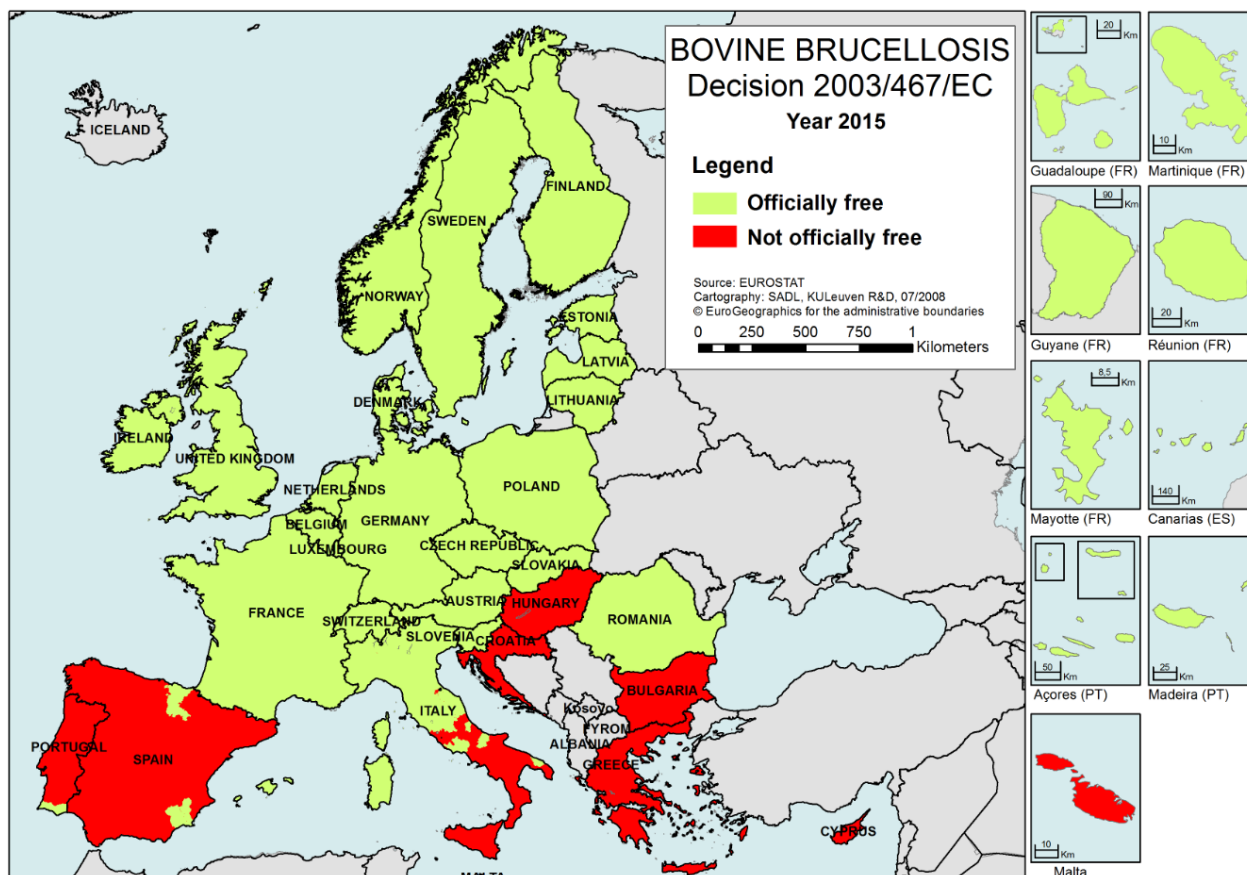 BOVINE BRUCELLOSIS
Decision 2003/467/EC
Year 2015
Legend
Officially free
Not officially free
Source: EUROSTAT
Cartography: SADL, KULeuven R&D, 07/2008
© EuroGeographics for the administrative boundaries
0 250 500 750 1
Kilometers
ICELAND
FINLAND
SWEDEN
NORWAY
ESTONIA
LATVIA
LITHUANIA
DENMARK
IRELAND
UNITED KINGDOM
NETHERLANDS
POLAND
BELGIUM
GERMANY
LUXEMBOURG
CZECH REPUBLIC
SLOVAKIA
AUSTRIA
HUNGARY
FRANCE
SWITZERLAND
ROMANIA
SLOVENIA
CROATIA
BULGARIA
ITALY
Kosovo
FYROM
ALBANIA
PORTUGAL
SPAIN
GREECE
CYPRUS
MALTA
20
Km
Guadaloupe (FR)
10
Km
Martinique (FR)
90
Km
Guyane (FR)
20
Km
Réunion (FR)
8,5
Km
Mayotte (FR)
140
Km
Canarias (ES)
50
Km
Açores (PT)
25
Km
Madeira (PT)
10
Km
Malta